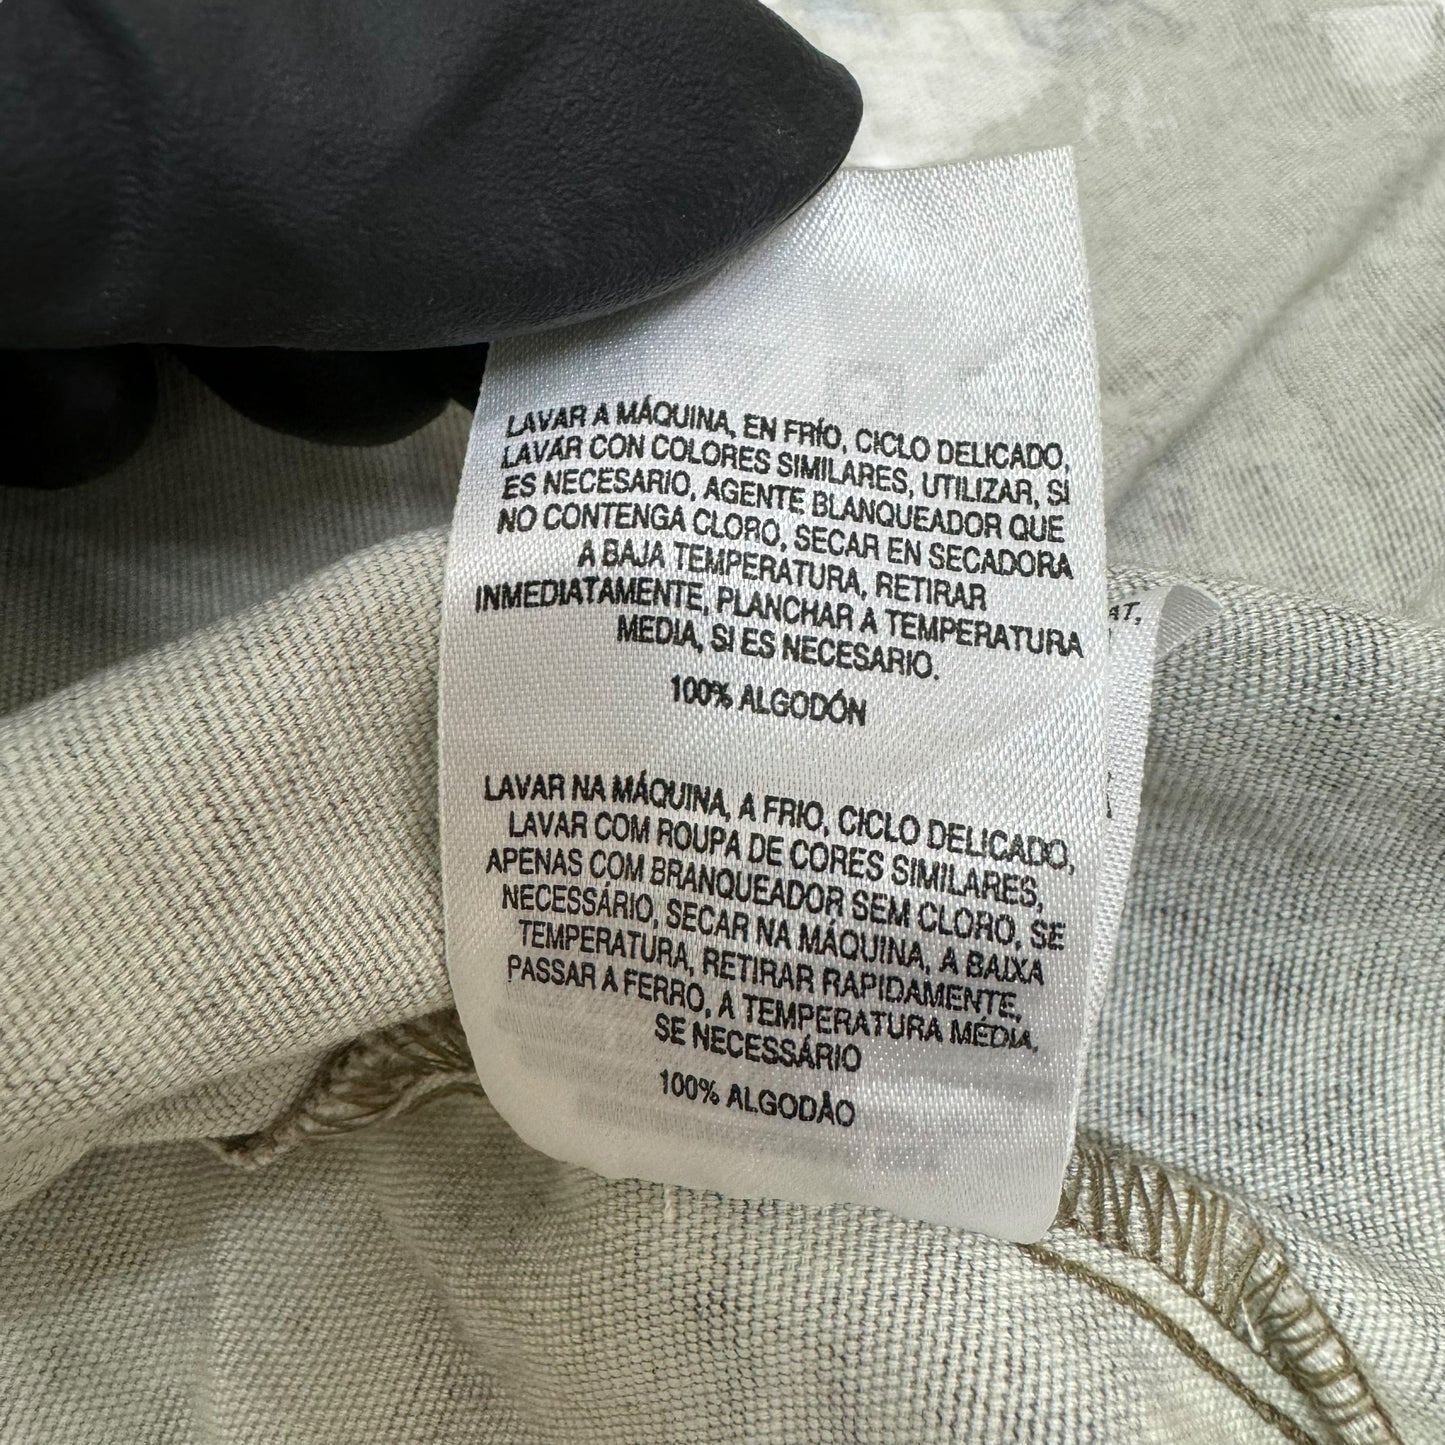 LAVAR A MÁQUINA, EN FRÍO, CICLO DELICADO,
LAVAR CON COLORES SIMILARES, UTILIZAR, SI
ES NECESARIO, AGENTE BLANQUEADOR QUE
NO CONTENGA CLORO, SECAR EN SECADORA
A BAJA TEMPERATURA, RETIRAR
INMEDIATAMENTE, PLANCHAR A TEMPERATURA
MEDIA, SI ES NECESARIO.
100% ALGODÓN
LAVAR NA MÁQUINA, A FRIO, CICLO DELICADO,
LAVAR COM ROUPA DE CORES SIMILARES,
APENAS COM BRANQUEADOR SEM CLORO, SE
NECESSÁRIO, SECAR NA MÁQUINA, A BAIXA
TEMPERATURA, RETIRAR RAPIDAMENTE,
PASSAR A FERRO, A TEMPERATURA MÉDIA,
SE NECESSÁRIO
100% ALGODÃO
AT,